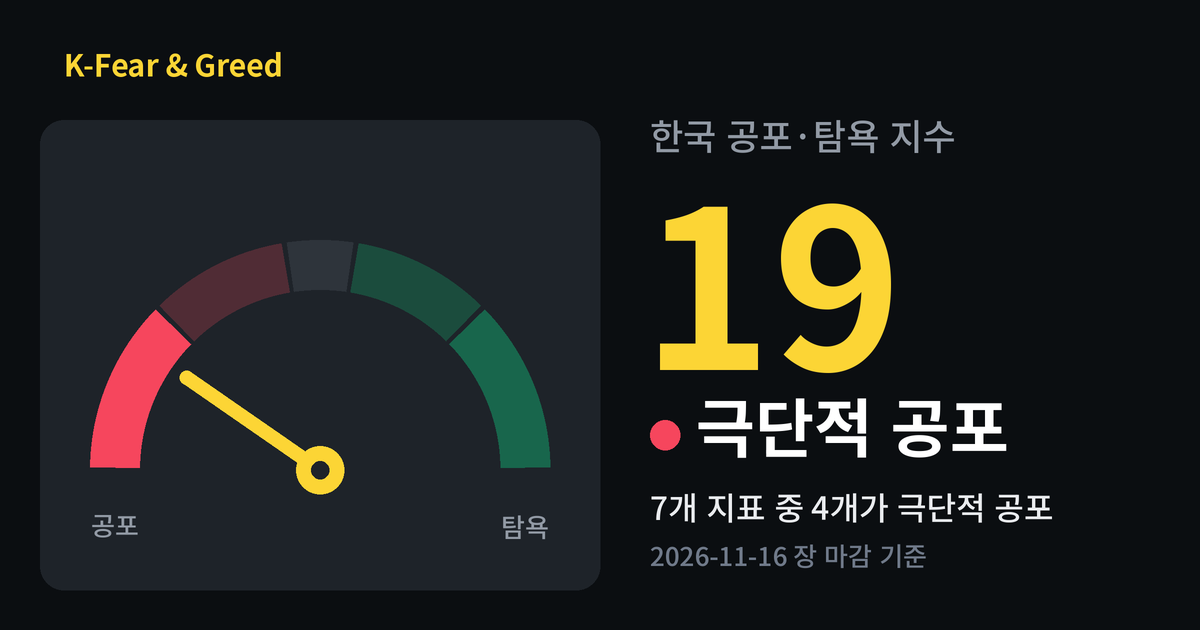 K-Fear & Greed
한국 공포·탐욕 지수
19
극단적 공포
7개 지표 중 4개가 극단적 공포
2026-11-16 장 마감 기준
공포
탐욕